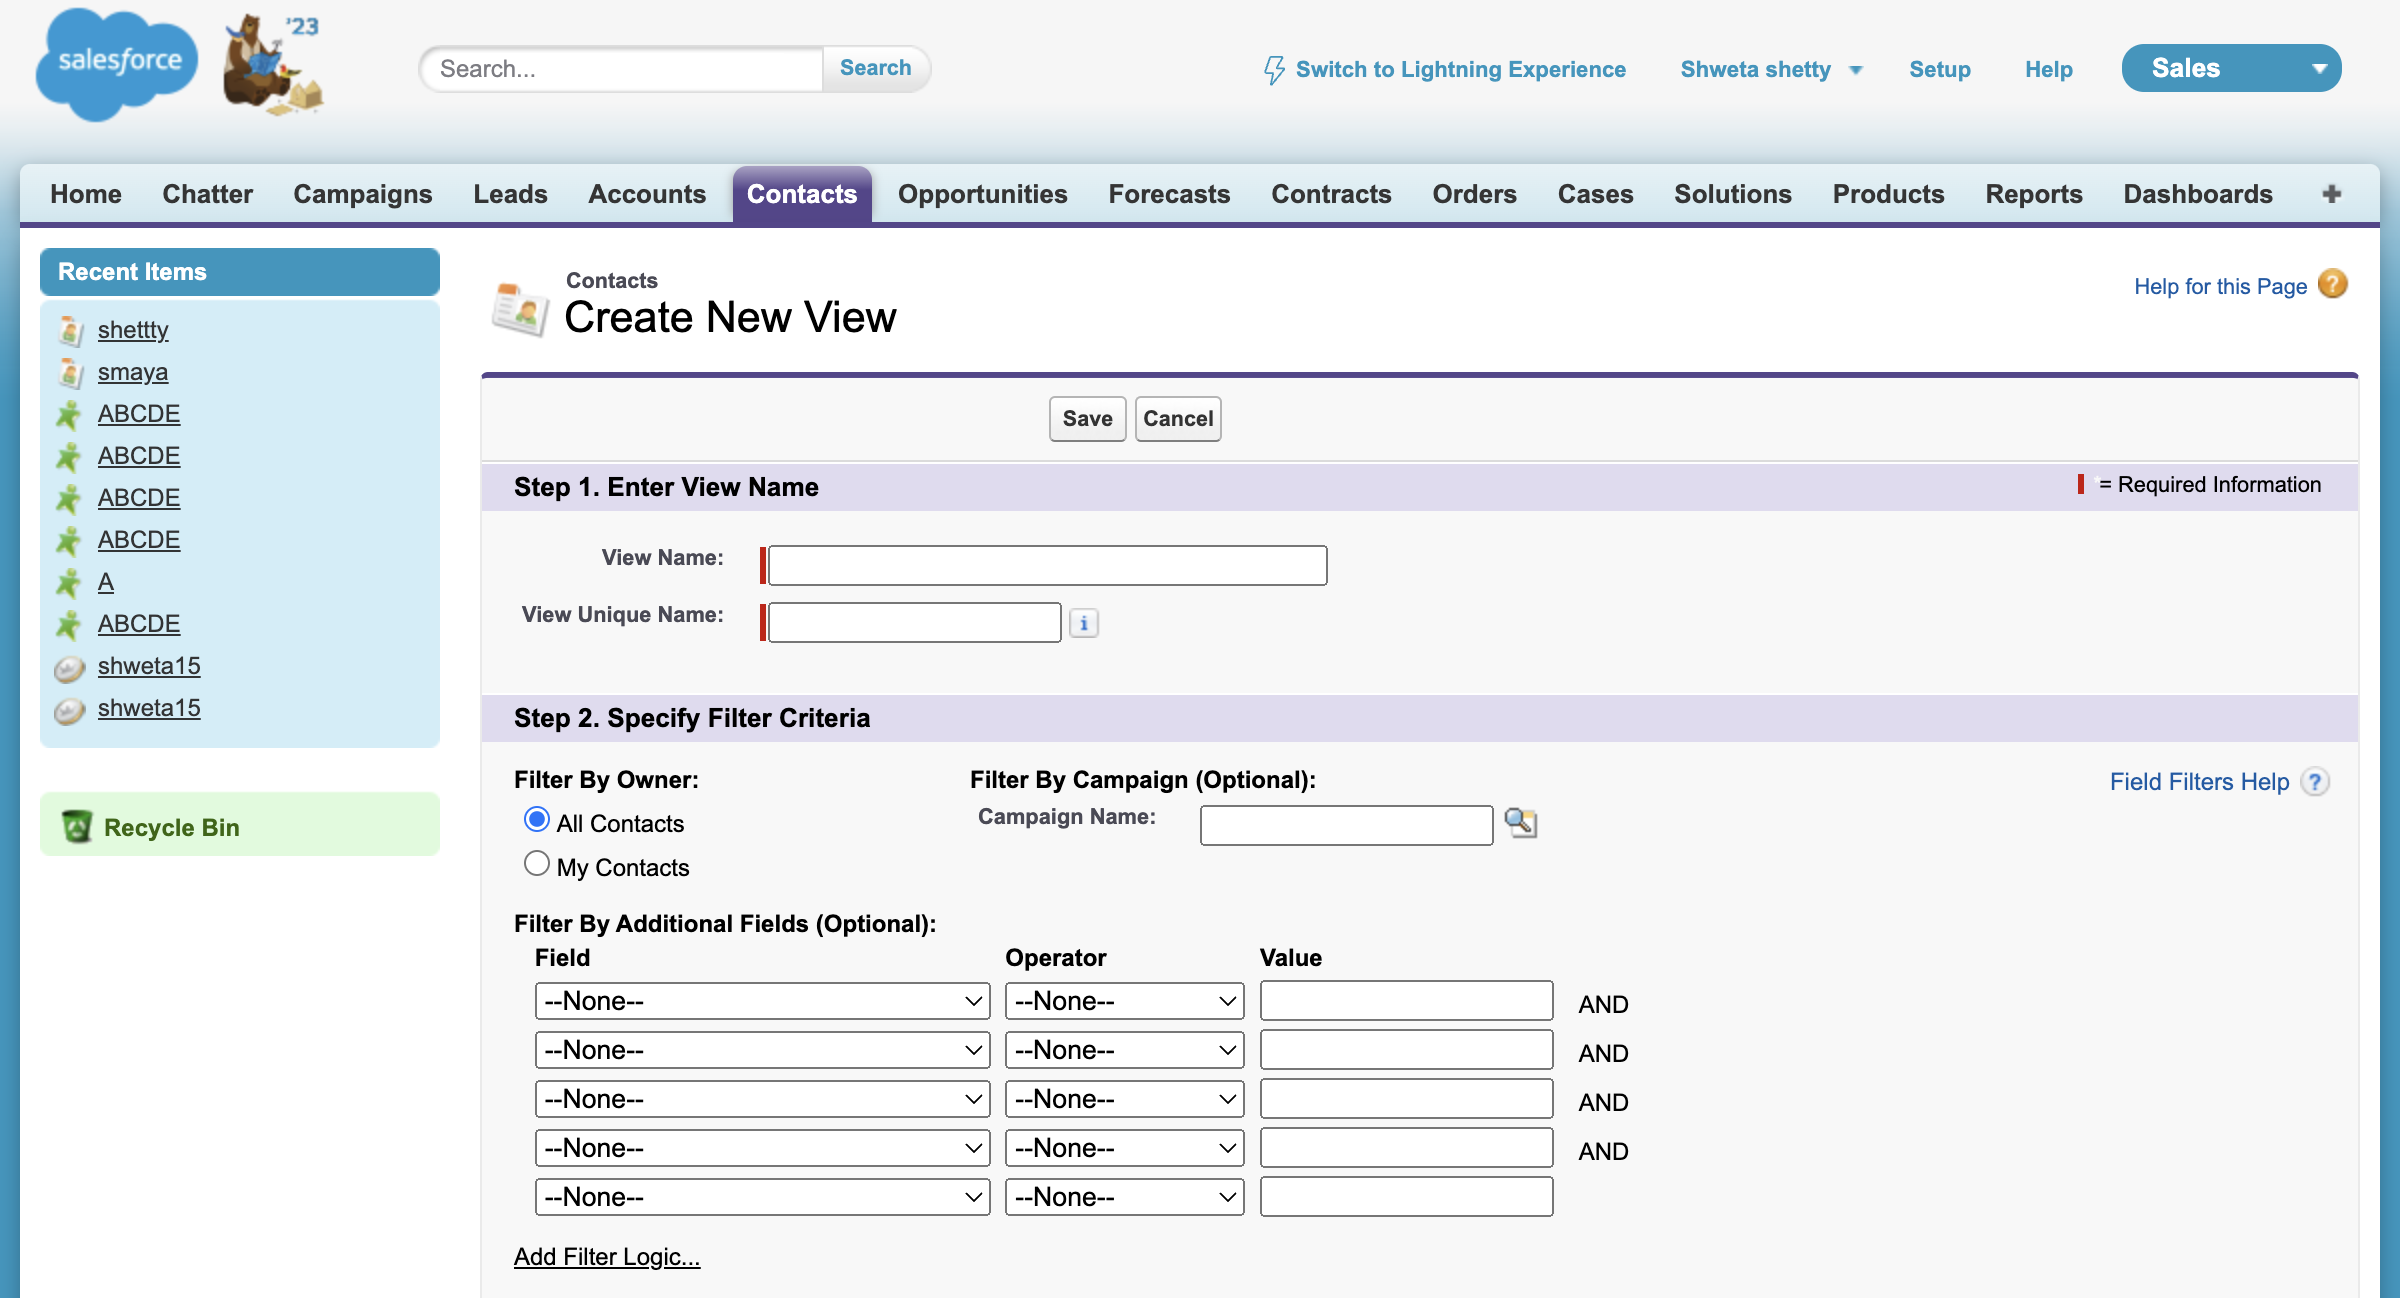 salesforce
'23
Search...
Search
Switch to Lightning Experience
Shweta shetty
Setup
Help
Sales
Home
Chatter
Campaigns
Leads
Accounts
Contacts
Opportunities
Forecasts
Contracts
Orders
Cases
Solutions
Products
Reports
Dashboards
+
Recent Items
shettty
smaya
ABCDE
ABCDE
ABCDE
ABCDE
A
ABCDE
shweta15
shweta15
Recycle Bin
Contacts
Create New View
Help for this Page ?
Save
Cancel
Step 1. Enter View Name
= Required Information
View Name:
View Unique Name:
i
Step 2. Specify Filter Criteria
Filter By Owner:
All Contacts
My Contacts
Filter By Campaign (Optional):
Campaign Name:
Field Filters Help ?
Filter By Additional Fields (Optional):
Field Operator Value
--None-- --None-- AND
--None-- --None-- AND
--None-- --None-- AND
--None-- --None-- AND
--None-- --None--
Add Filter Logic...